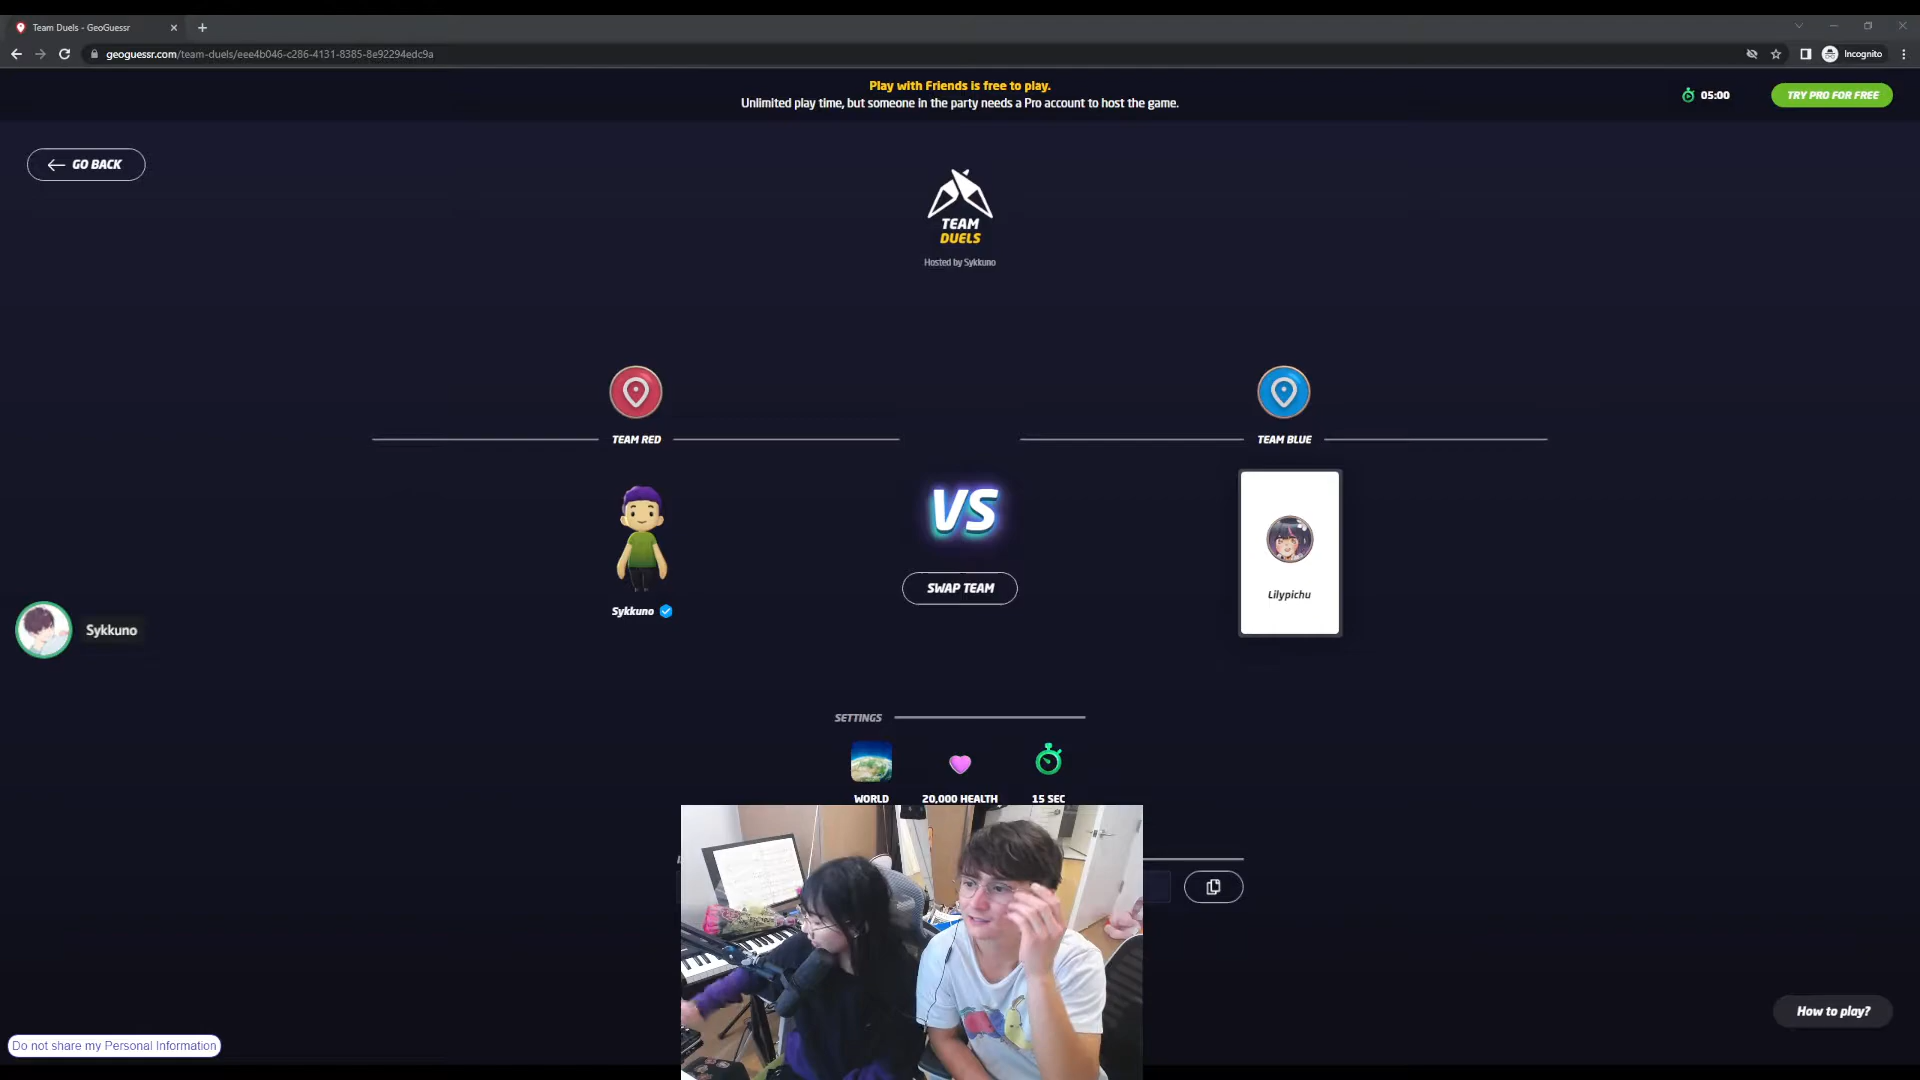 Team Duels - GeoGuessr
geoguessr.com/team-duels/eee4b046-c286-4131-8385-8e92294edc9a
Incognito
Play with Friends is free to play.
Unlimited play time, but someone in the party needs a Pro account to host the game.
05:00
TRY PRO FOR FREE
GO BACK
TEAM
DUELS
Hosted by Sykkuno
TEAM RED
TEAM BLUE
VS
SWAP TEAM
Sykkuno
Lilypichu
Sykkuno
SETTINGS
WORLD
20,000 HEALTH
15 SEC
How to play?
Do not share my Personal Information